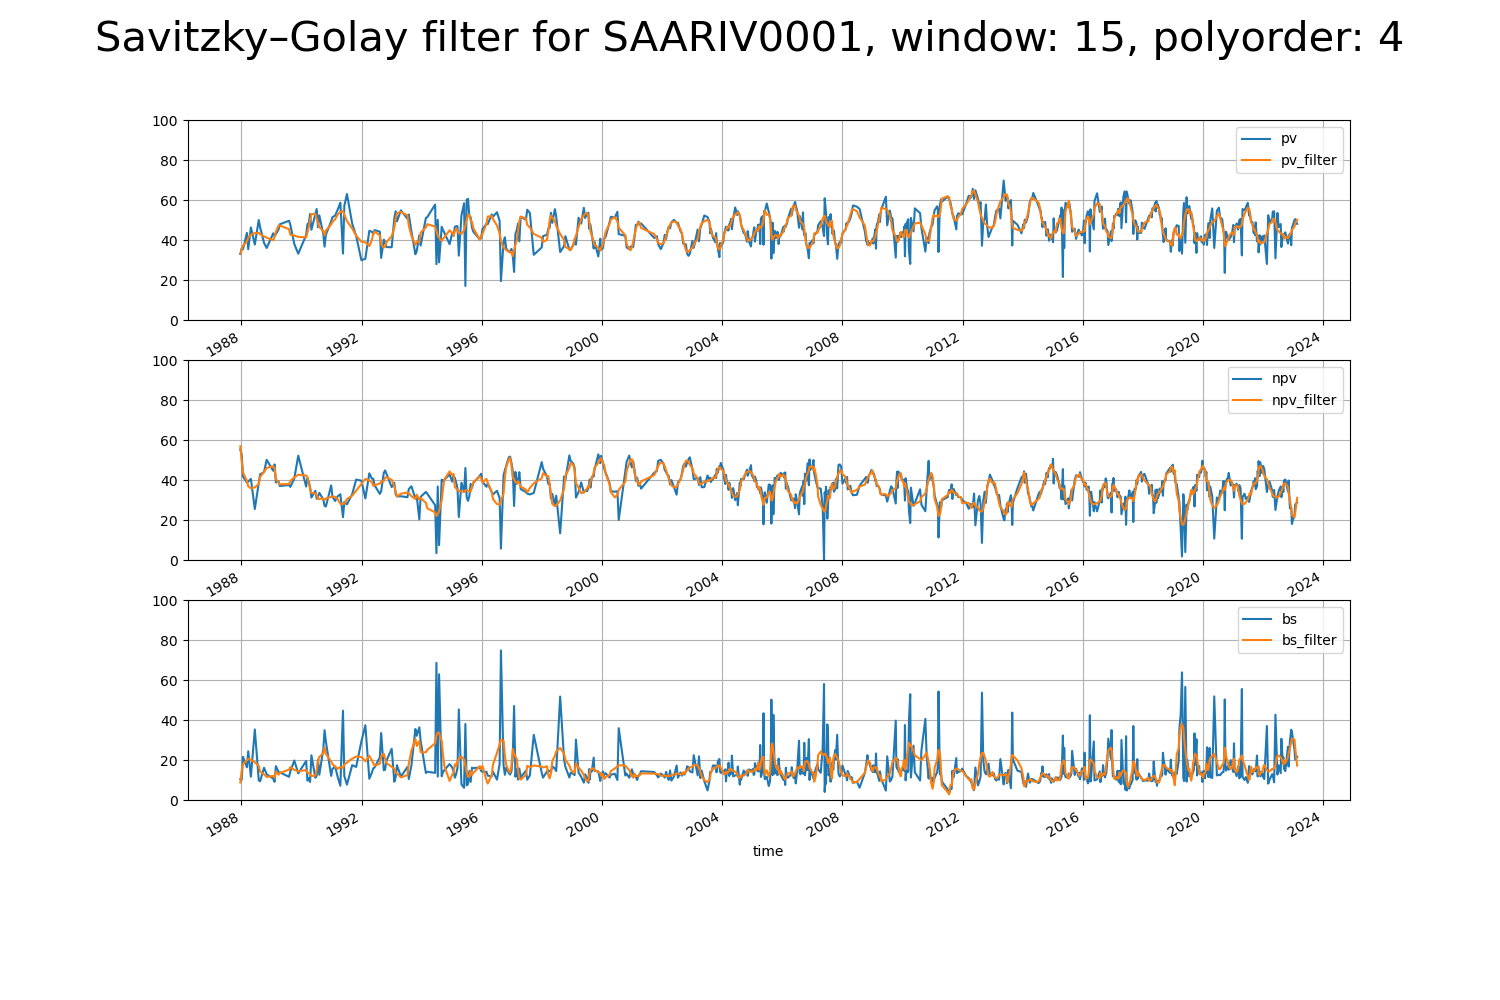 Savitzky–Golay filter for SAARIV0001, window: 15, polyorder: 4
100
80
60
40
20
0
pv
pv_filter
1988 1992 1996 2000 2004 2008 2012 2016 2020 2024
100
80
60
40
20
0
npv
npv_filter
1988 1992 1996 2000 2004 2008 2012 2016 2020 2024
100
80
60
40
20
0
bs
bs_filter
1988 1992 1996 2000 2004 2008 2012 2016 2020 2024
time